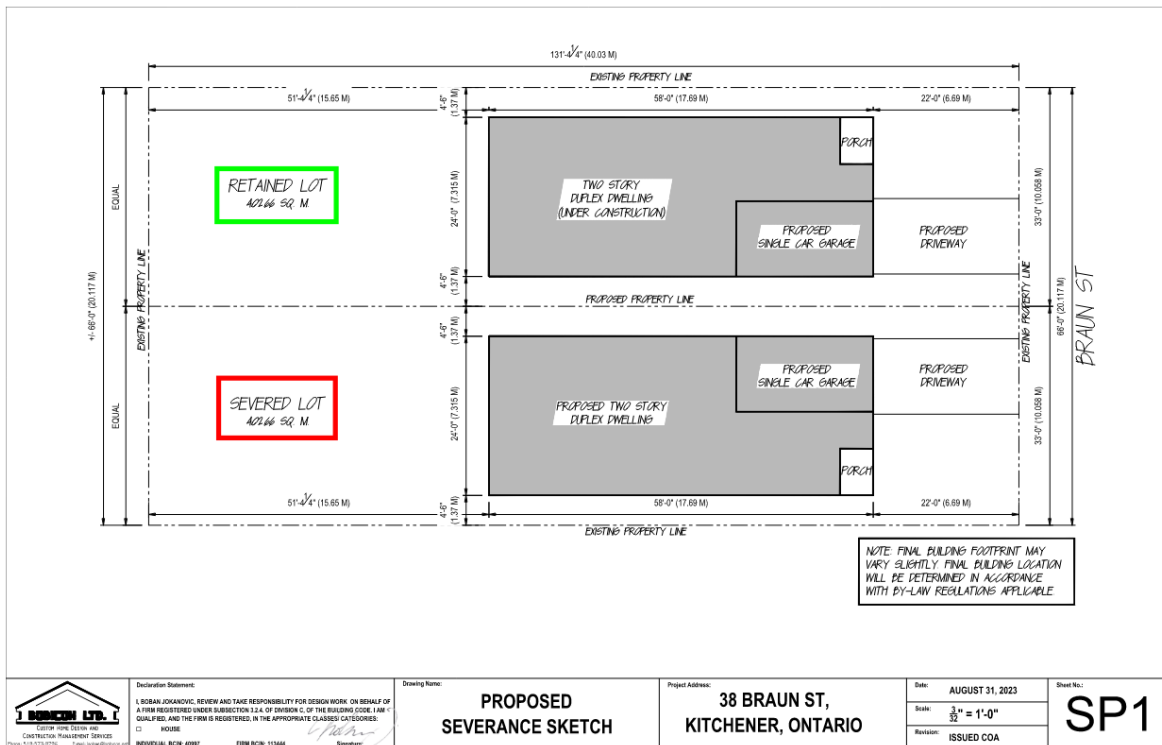 131'-4 1/4" (40.03 M)
EXISTING PROPERTY LINE
51'-4 1/4" (15.65 M)
4'-6"
(1.37 M)
58'-0" (17.69 M)
22'-0" (6.69 M)
PORCH
RETAINED LOT
402.66 SQ. M.
TWO STORY
DUPLEX DWELLING
(UNDER CONSTRUCTION)
EQUAL
24'-0" (7.315 M)
33'-0" (10.058 M)
PROPOSED
SINGLE CAR GARAGE
PROPOSED
DRIVEWAY
EXISTING PROPERTY LINE
4'-6"
(1.37 M)
PROPOSED PROPERTY LINE
+/- 66'-0" (20.117 M)
EXISTING PROPERTY LINE
66'-0" (20.117 M)
BRAUN ST
4'-6"
(1.37 M)
PROPOSED
SINGLE CAR GARAGE
PROPOSED
DRIVEWAY
SEVERED LOT
402.66 SQ. M.
PROPOSED TWO STORY
DUPLEX DWELLING
EQUAL
24'-0" (7.315 M)
33'-0" (10.058 M)
PORCH
51'-4 1/4" (15.65 M)
4'-6"
(1.37 M)
58'-0" (17.69 M)
22'-0" (6.69 M)
EXISTING PROPERTY LINE
NOTE: FINAL BUILDING FOOTPRINT MAY
VARY SLIGHTLY FINAL BUILDING LOCATION
WILL BE DETERMINED IN ACCORDANCE
WITH BY-LAW REGULATIONS APPLICABLE
BOBICON LTD.
CUSTOM HOME DESIGN AND
CONSTRUCTION MANAGEMENT SERVICES
Declaration Statement:
I, BOBAN JOKANOVIC, REVIEW AND TAKE RESPONSIBILITY FOR DESIGN WORK ON BEHALF OF
A FIRM REGISTERED UNDER SUBSECTION 3.2.4. OF DIVISION C, OF THE BUILDING CODE. I AM
QUALIFIED, AND THE FIRM IS REGISTERED, IN THE APPROPRIATE CLASSES/ CATEGORIES:
HOUSE
INDIVIDUAL BCIN: FIRM BCIN: Signature:
Drawing Name:
PROPOSED
SEVERANCE SKETCH
Project Address:
38 BRAUN ST,
KITCHENER, ONTARIO
Date: AUGUST 31, 2023
Scale: 3/32" = 1'-0"
Revision: ISSUED COA
Sheet No.:
SP1